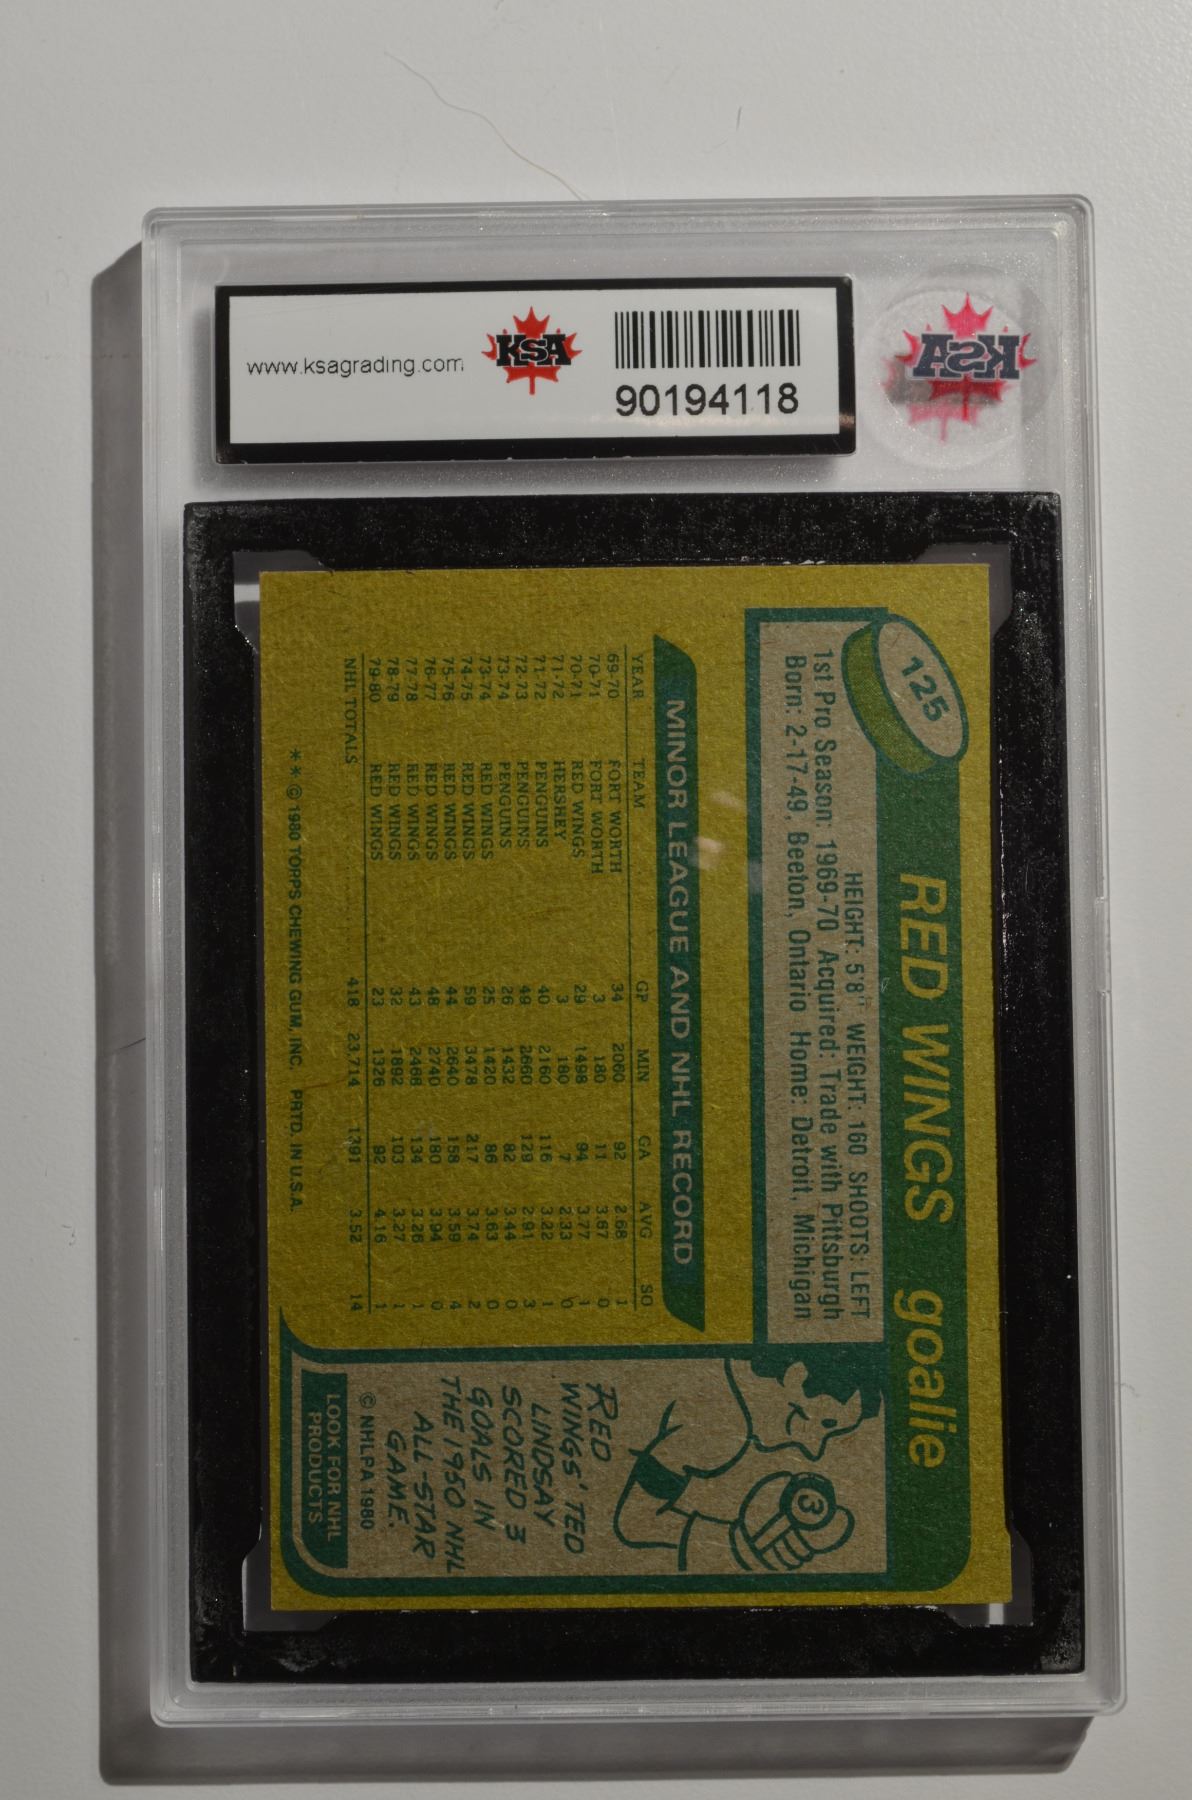 www.ksagrading.com
KSA
90194118
KSA
125
RED WINGS goalie
HEIGHT: 5'8" WEIGHT: 160 SHOOTS: LEFT
1st Pro Season: 1969-70 Acquired: Trade with Pittsburgh
Born: 2-17-49, Beeton, Ontario Home: Detroit, Michigan
MINOR LEAGUE AND NHL RECORD
YEAR TEAM GP MIN GA AVG SO
69-70 FORT WORTH 34 2060 92 2.68 1
70-71 FORT WORTH 3 180 11 3.67 0
70-71 RED WINGS 29 1498 94 3.77 1
71-72 HERSHEY 3 180 7 2.33 0
71-72 PENGUINS 40 2160 116 3.22 1
72-73 PENGUINS 49 2660 129 2.91 3
73-74 PENGUINS 26 1432 82 3.44 0
73-74 RED WINGS 25 1420 86 3.63 0
74-75 RED WINGS 59 3478 217 3.74 2
75-76 RED WINGS 44 2640 158 3.59 4
76-77 RED WINGS 48 2740 180 3.94 0
77-78 RED WINGS 43 2468 134 3.26 1
78-79 RED WINGS 32 1892 103 3.27 1
79-80 RED WINGS 23 1326 92 4.16 1
NHL TOTALS 418 23,714 1391 3.52 14
** © 1980 TOPPS CHEWING GUM, INC. PRTD. IN U.S.A.
3
RED
WINGS' TED
LINDSAY
SCORED 3
GOALS IN
THE 1950 NHL
ALL-STAR
GAME.
© NHLPA 1980
LOOK FOR NHL
PRODUCTS